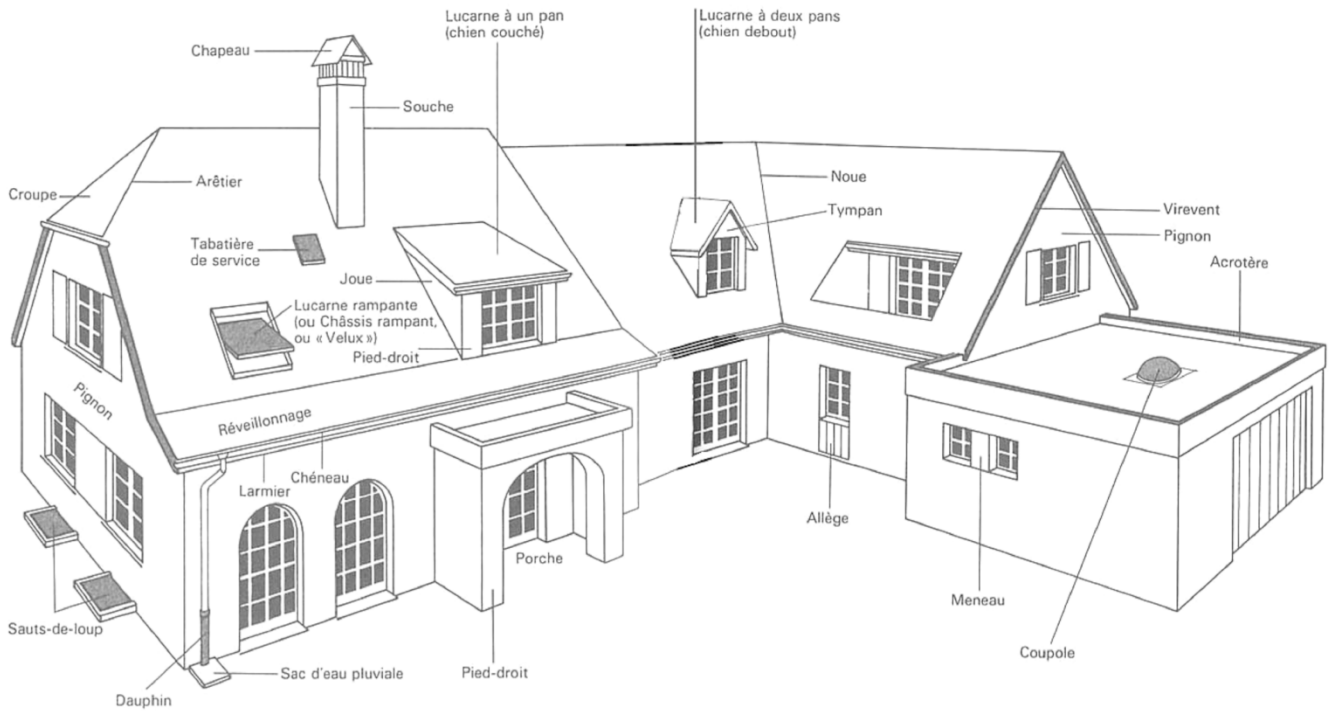 Lucarne à un pan
(chien couché)
Lucarne à deux pans
(chien debout)
Chapeau
Souche
Croupe
Arêtier
Noue
Tympan
Virevent
Pignon
Acrotère
Tabatière
de service
Joue
Lucarne rampante
(ou Châssis rampant,
ou « Velux »)
Pied-droit
Pignon
Réveillonnage
Chéneau
Larmier
Allège
Porche
Meneau
Sauts-de-loup
Coupole
Sac d'eau pluviale
Pied-droit
Dauphin